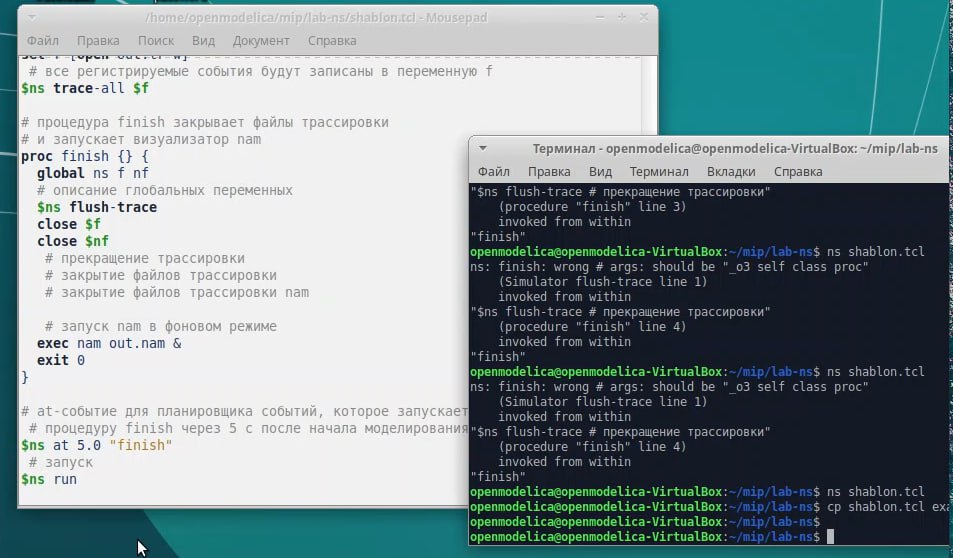 /home/openmodelica/mip/lab-ns/shablon.tcl - Mousepad
Файл Правка Поиск Вид Документ Справка
set f [open out.tr w]
# все регистрируемые события будут записаны в переменную f
$ns trace-all $f
# процедура finish закрывает файлы трассировки
# и запускает визуализатор nam
proc finish {} {
global ns f nf
# описание глобальных переменных
$ns flush-trace
close $f
close $nf
# прекращение трассировки
# закрытие файлов трассировки
# закрытие файлов трассировки nam
# запуск nam в фоновом режиме
exec nam out.nam &
exit 0
}
# at-событие для планировщика событий, которое запускает
# процедуру finish через 5 с после начала моделирования
$ns at 5.0 "finish"
# запуск
$ns run
Терминал - openmodelica@openmodelica-VirtualBox: ~/mip/lab-ns
Файл Правка Вид Терминал Вкладки Справка
"$ns flush-trace # прекращение трассировки"
(procedure "finish" line 3)
invoked from within
"finish"
openmodelica@openmodelica-VirtualBox:~/mip/lab-ns$ ns shablon.tcl
ns: finish: wrong # args: should be "_o3 self class proc"
(Simulator flush-trace line 1)
invoked from within
"$ns flush-trace # прекращение трассировки"
(procedure "finish" line 4)
invoked from within
"finish"
openmodelica@openmodelica-VirtualBox:~/mip/lab-ns$ ns shablon.tcl
ns: finish: wrong # args: should be "_o3 self class proc"
(Simulator flush-trace line 1)
invoked from within
"$ns flush-trace # прекращение трассировки"
(procedure "finish" line 4)
invoked from within
"finish"
openmodelica@openmodelica-VirtualBox:~/mip/lab-ns$ ns shablon.tcl
openmodelica@openmodelica-VirtualBox:~/mip/lab-ns$ cp shablon.tcl exa
openmodelica@openmodelica-VirtualBox:~/mip/lab-ns$
openmodelica@openmodelica-VirtualBox:~/mip/lab-ns$